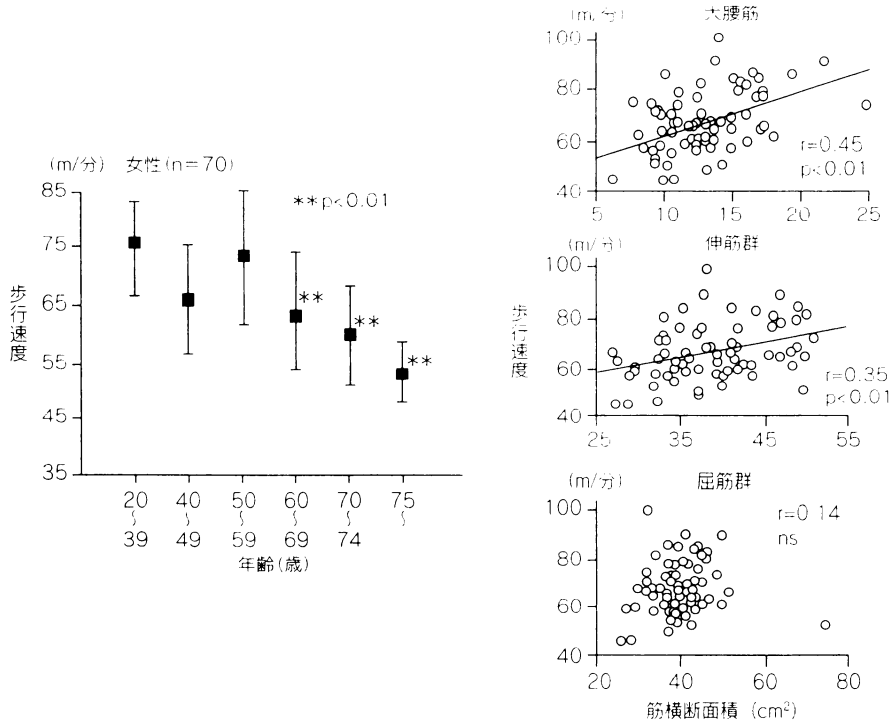 (m/分) 女性(n=70)
**p<0.01
85
75
65
55
45
35
歩行速度
**
**
**
20 40 50 60 70 75
〜 〜 〜 〜 〜 〜
39 49 59 69 74
年齢(歳)
(m/分) 大腰筋
100
80
60
40
r=0.45
p<0.01
5 10 15 20 25
(m/分) 伸筋群
100
80
60
40
歩行速度
r=0.35
p<0.01
25 35 45 55
(m/分) 屈筋群
100
80
60
40
r=0.14
ns
20 40 60 80
筋横断面積 (cm²)